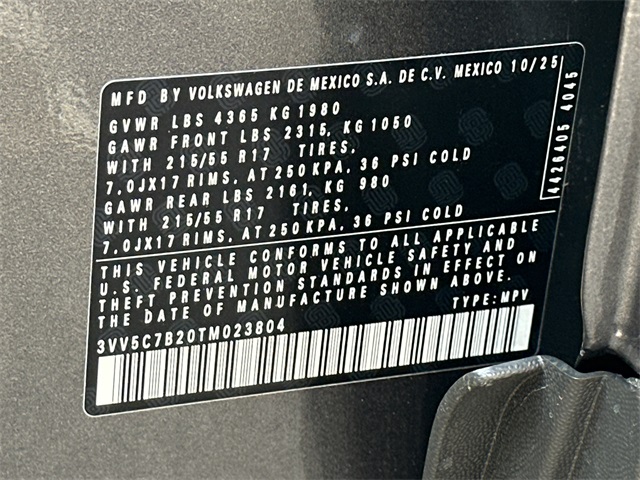 MFD BY VOLKSWAGEN DE MEXICO S.A. DE C.V. MEXICO 10/25
GVWR LBS 4365 KG 1980
GAWR FRONT LBS 2315, KG 1050
WITH 215/55 R17 TIRES,
7,0JX17 RIMS, AT 250 KPA, 36 PSI COLD
GAWR REAR LBS 2161, KG 980
WITH 215/55 R17 TIRES,
7,0JX17 RIMS, AT 250 KPA, 36 PSI COLD
THIS VEHICLE CONFORMS TO ALL APPLICABLE
U.S. FEDERAL MOTOR VEHICLE SAFETY AND
THEFT PREVENTION STANDARDS IN EFFECT ON
THE DATE OF MANUFACTURE SHOWN ABOVE.
TYPE: MPV
3VV5C7B20TM023804
4426405 4045